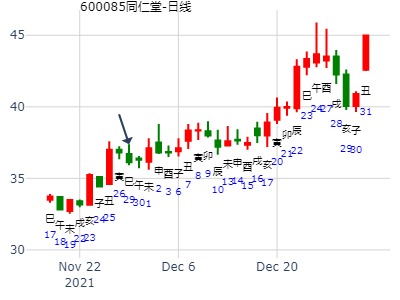 600085同仁堂-日线
45
40
35
30
巳 午 未 戌 亥 子 丑 寅 巳 午 未 申 酉 子 丑 寅 卯 辰 未 申 酉 戌 亥 寅 卯 辰 巳 午 酉 戌 亥 子 丑
17 18 19 22 23 24 25 26 29 30 1 2 3 6 7 8 9 10 13 14 15 16 17 20 21 22 23 24 27 28 29 30 31
Nov 22 Dec 6 Dec 20
2021